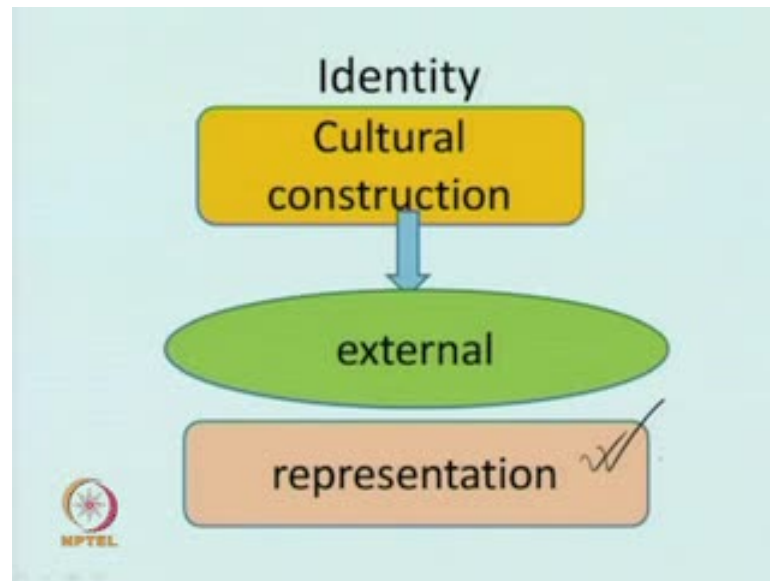 Identity
Cultural
construction
external
representation
NPTEL